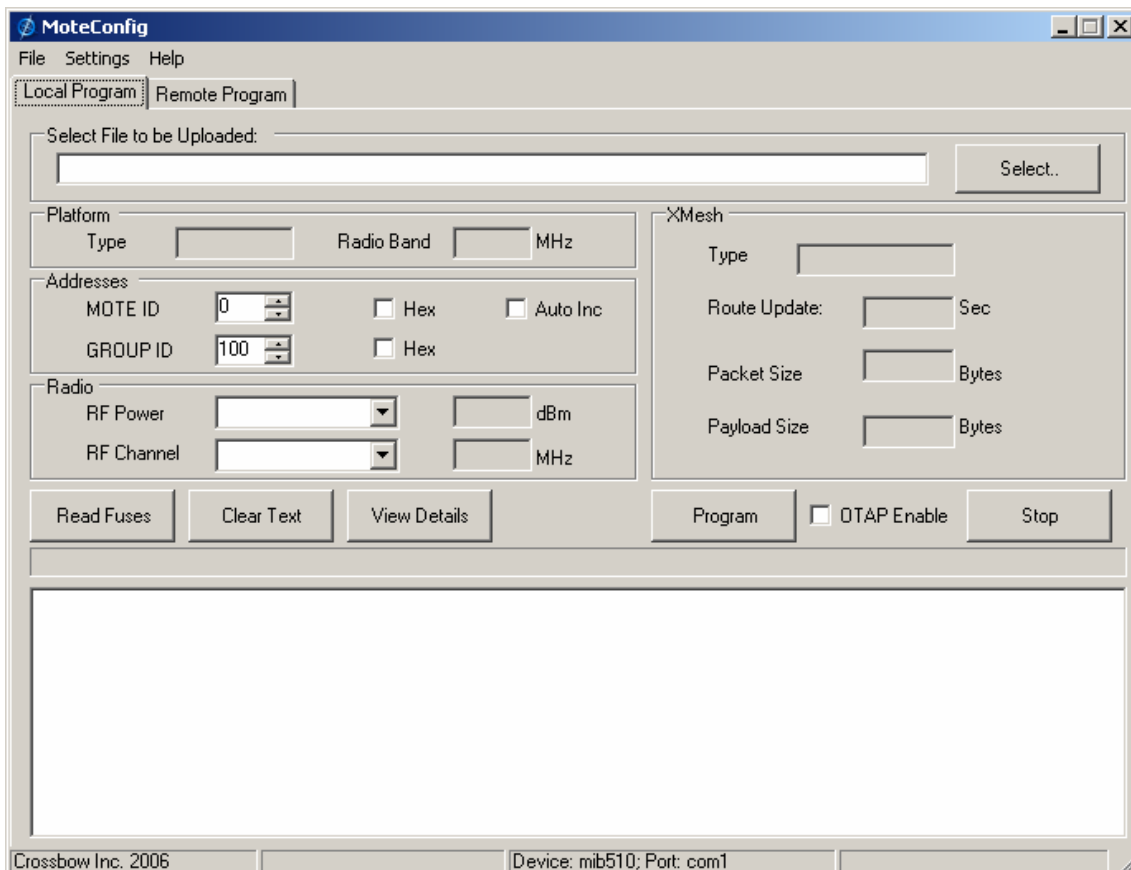 MoteConfig
File Settings Help
Local Program Remote Program
Select File to be Uploaded:
Select..
Platform
Type Radio Band MHz
Addresses
MOTE ID 0 Hex Auto Inc
GROUP ID 100 Hex
Radio
RF Power dBm
RF Channel MHz
XMesh
Type
Route Update: Sec
Packet Size Bytes
Payload Size Bytes
Read Fuses Clear Text View Details Program OTAP Enable Stop
Crossbow Inc. 2006 Device: mib510; Port: com1